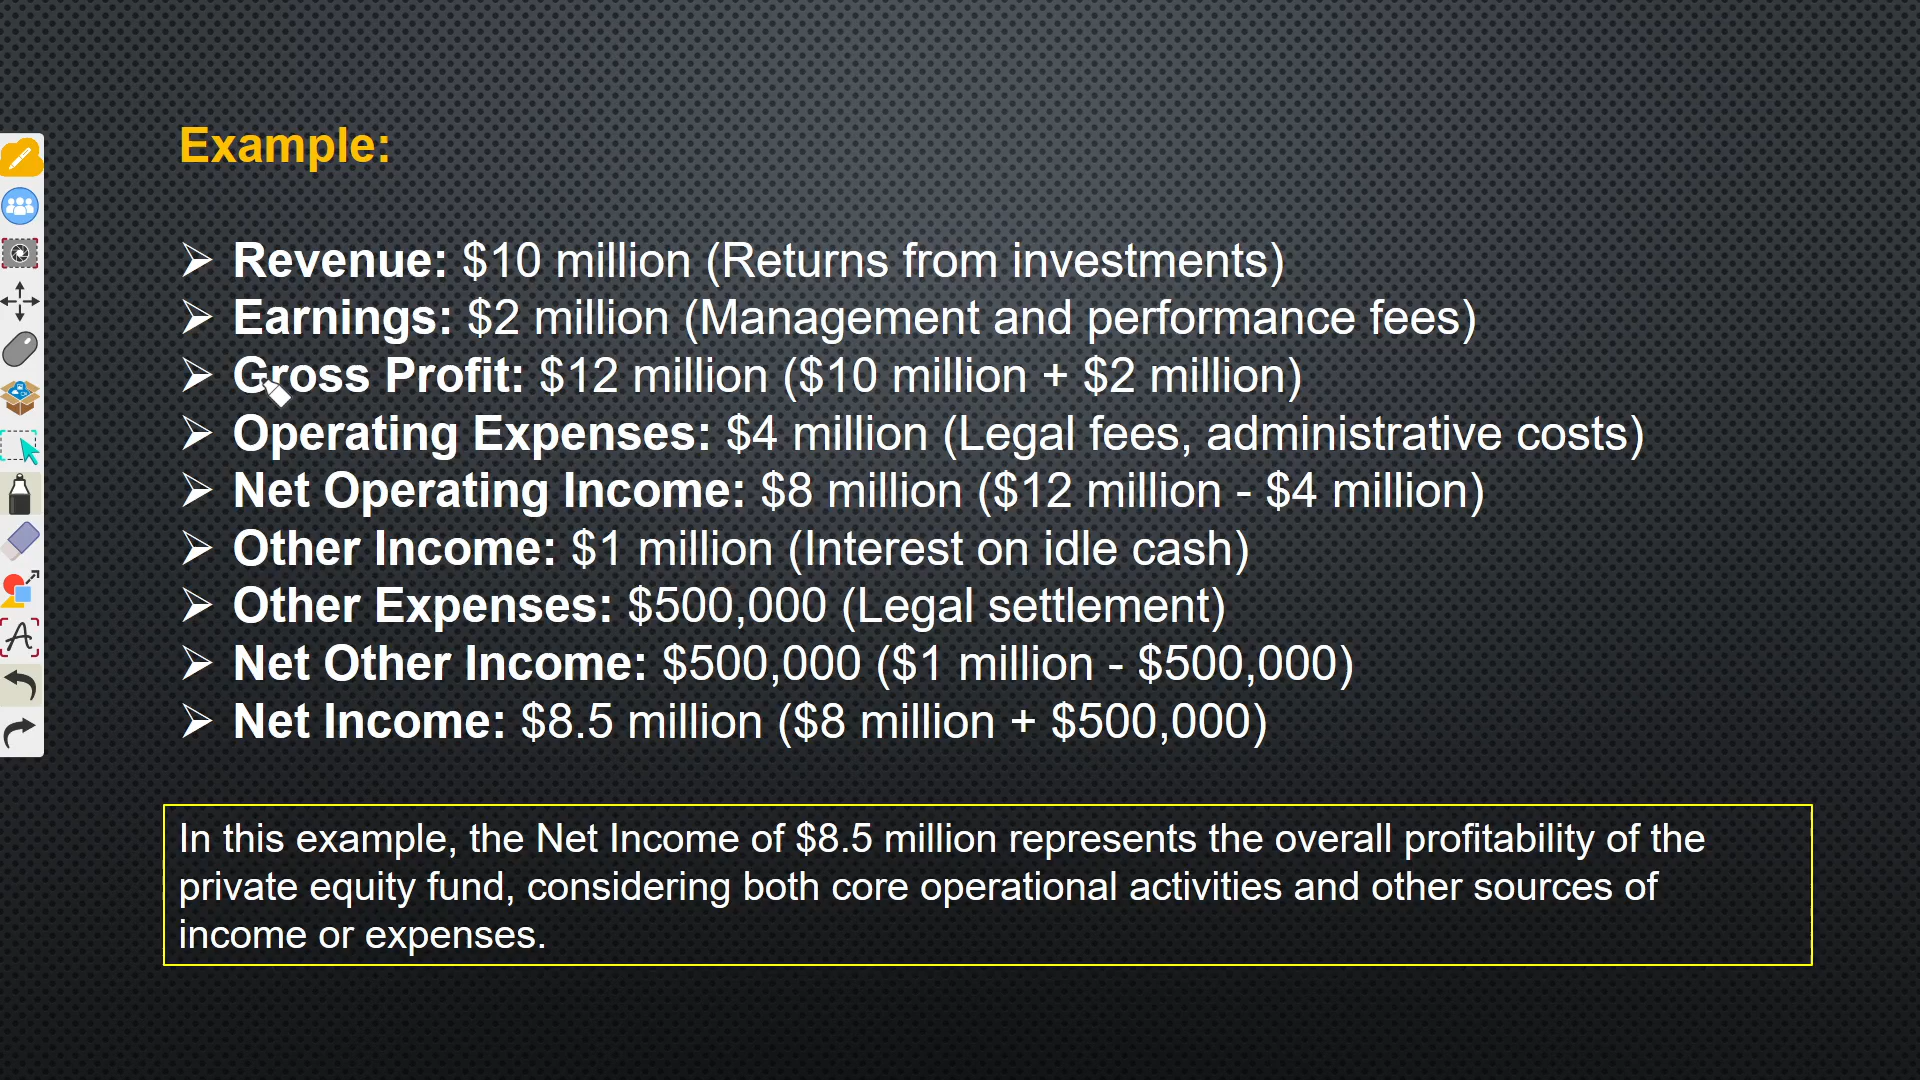 Example:
➢ Revenue: $10 million (Returns from investments)
➢ Earnings: $2 million (Management and performance fees)
➢ Gross Profit: $12 million ($10 million + $2 million)
➢ Operating Expenses: $4 million (Legal fees, administrative costs)
➢ Net Operating Income: $8 million ($12 million - $4 million)
➢ Other Income: $1 million (Interest on idle cash)
➢ Other Expenses: $500,000 (Legal settlement)
➢ Net Other Income: $500,000 ($1 million - $500,000)
➢ Net Income: $8.5 million ($8 million + $500,000)
In this example, the Net Income of $8.5 million represents the overall profitability of the
private equity fund, considering both core operational activities and other sources of
income or expenses.